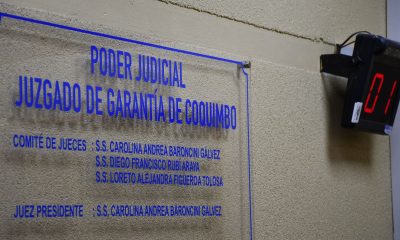 PODER JUDICIAL
JUZGADO DE GARANTÍA DE COQUIMBO
COMITÉ DE JUECES : S.S. CAROLINA ANDREA BARONCINI GÁLVEZ
S.S. DIEGO FRANCISCO RUBI ARAYA
S.S. LORETO ALEJANDRA FIGUEROA TOLOSA
JUEZ PRESIDENTE : S.S. CAROLINA ANDREA BARONCINI GÁLVEZ
01